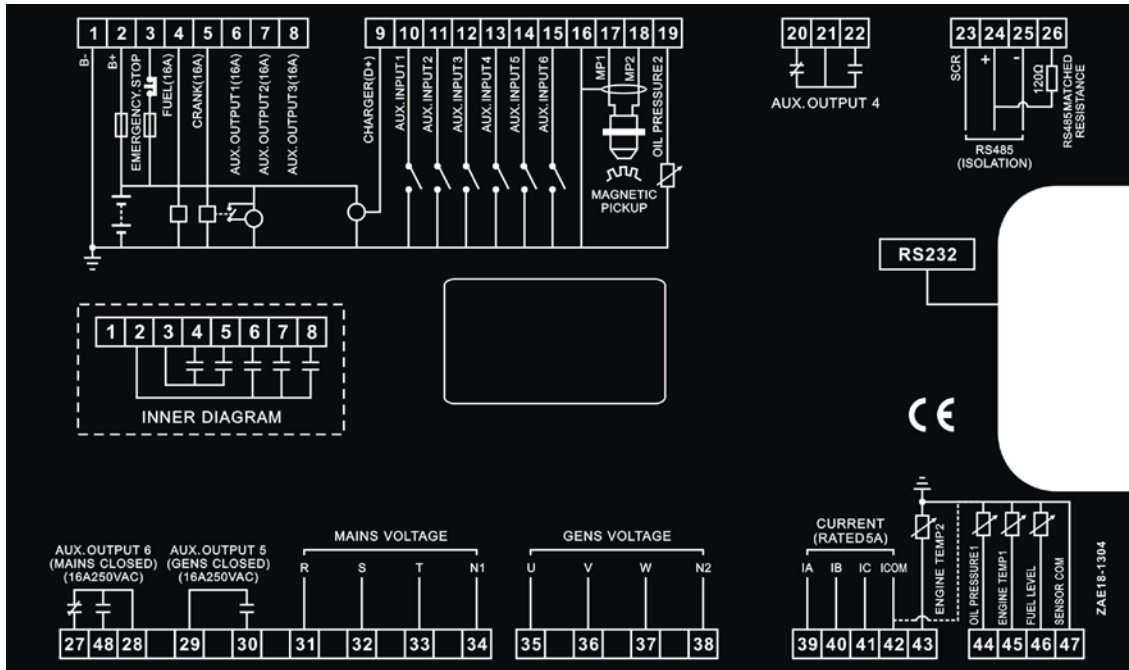 1 2 3 4 5 6 7 8
B-
B+
EMERGENCY.STOP
FUEL(16A)
CRANK(16A)
AUX.OUTPUT1(16A)
AUX.OUTPUT2(16A)
AUX.OUTPUT3(16A)
9 10 11 12 13 14 15 16 17 18 19
CHARGER(D+)
AUX.INPUT1
AUX.INPUT2
AUX.INPUT3
AUX.INPUT4
AUX.INPUT5
AUX.INPUT6
MP1
MP2
OIL PRESSURE2
MAGNETIC
PICKUP
20 21 22
AUX. OUTPUT 4
23 24 25 26
SCR
+
-
120Ω
RS485MATCHED
RESISTANCE
RS485
(ISOLATION)
RS232
1 2 3 4 5 6 7 8
INNER DIAGRAM
CE
AUX.OUTPUT 6
(MAINS CLOSED)
(16A250VAC)
AUX.OUTPUT 5
(GENS CLOSED)
(16A250VAC)
MAINS VOLTAGE
R S T N1
GENS VOLTAGE
U V W N2
CURRENT
(RATED5A)
IA IB IC ICOM
ENGINE TEMP2
OIL PRESSURE1
ENGINE TEMP1
FUEL LEVEL
SENSOR COM
ZAE18-1304
27 48 28 29 30 31 32 33 34
35 36 37 38
39 40 41 42 43
44 45 46 47